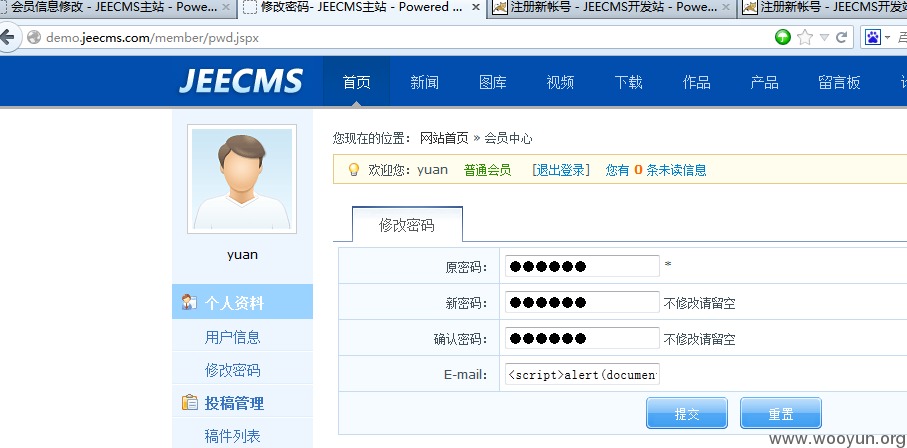 会员信息修改 - JEECMS主站 - Powe...
修改密码- JEECMS主站 - Powered ...
注册新帐号 - JEECMS开发站 - Powe...
注册新帐号 - JEECMS开发站
demo.jeecms.com/member/pwd.jspx
JEECMS
首页 新闻 图库 视频 下载 作品 产品 留言板
您现在的位置: 网站首页 » 会员中心
欢迎您: yuan 普通会员 [退出登录] 您有 0 条未读信息
yuan
修改密码
原密码: ●●●●●● *
新密码: ●●●●●● 不修改请留空
确认密码: ●●●●●● 不修改请留空
E-mail: <script>alert(documen
提交 重置
个人资料
用户信息
修改密码
投稿管理
稿件列表
www.wooyun.org